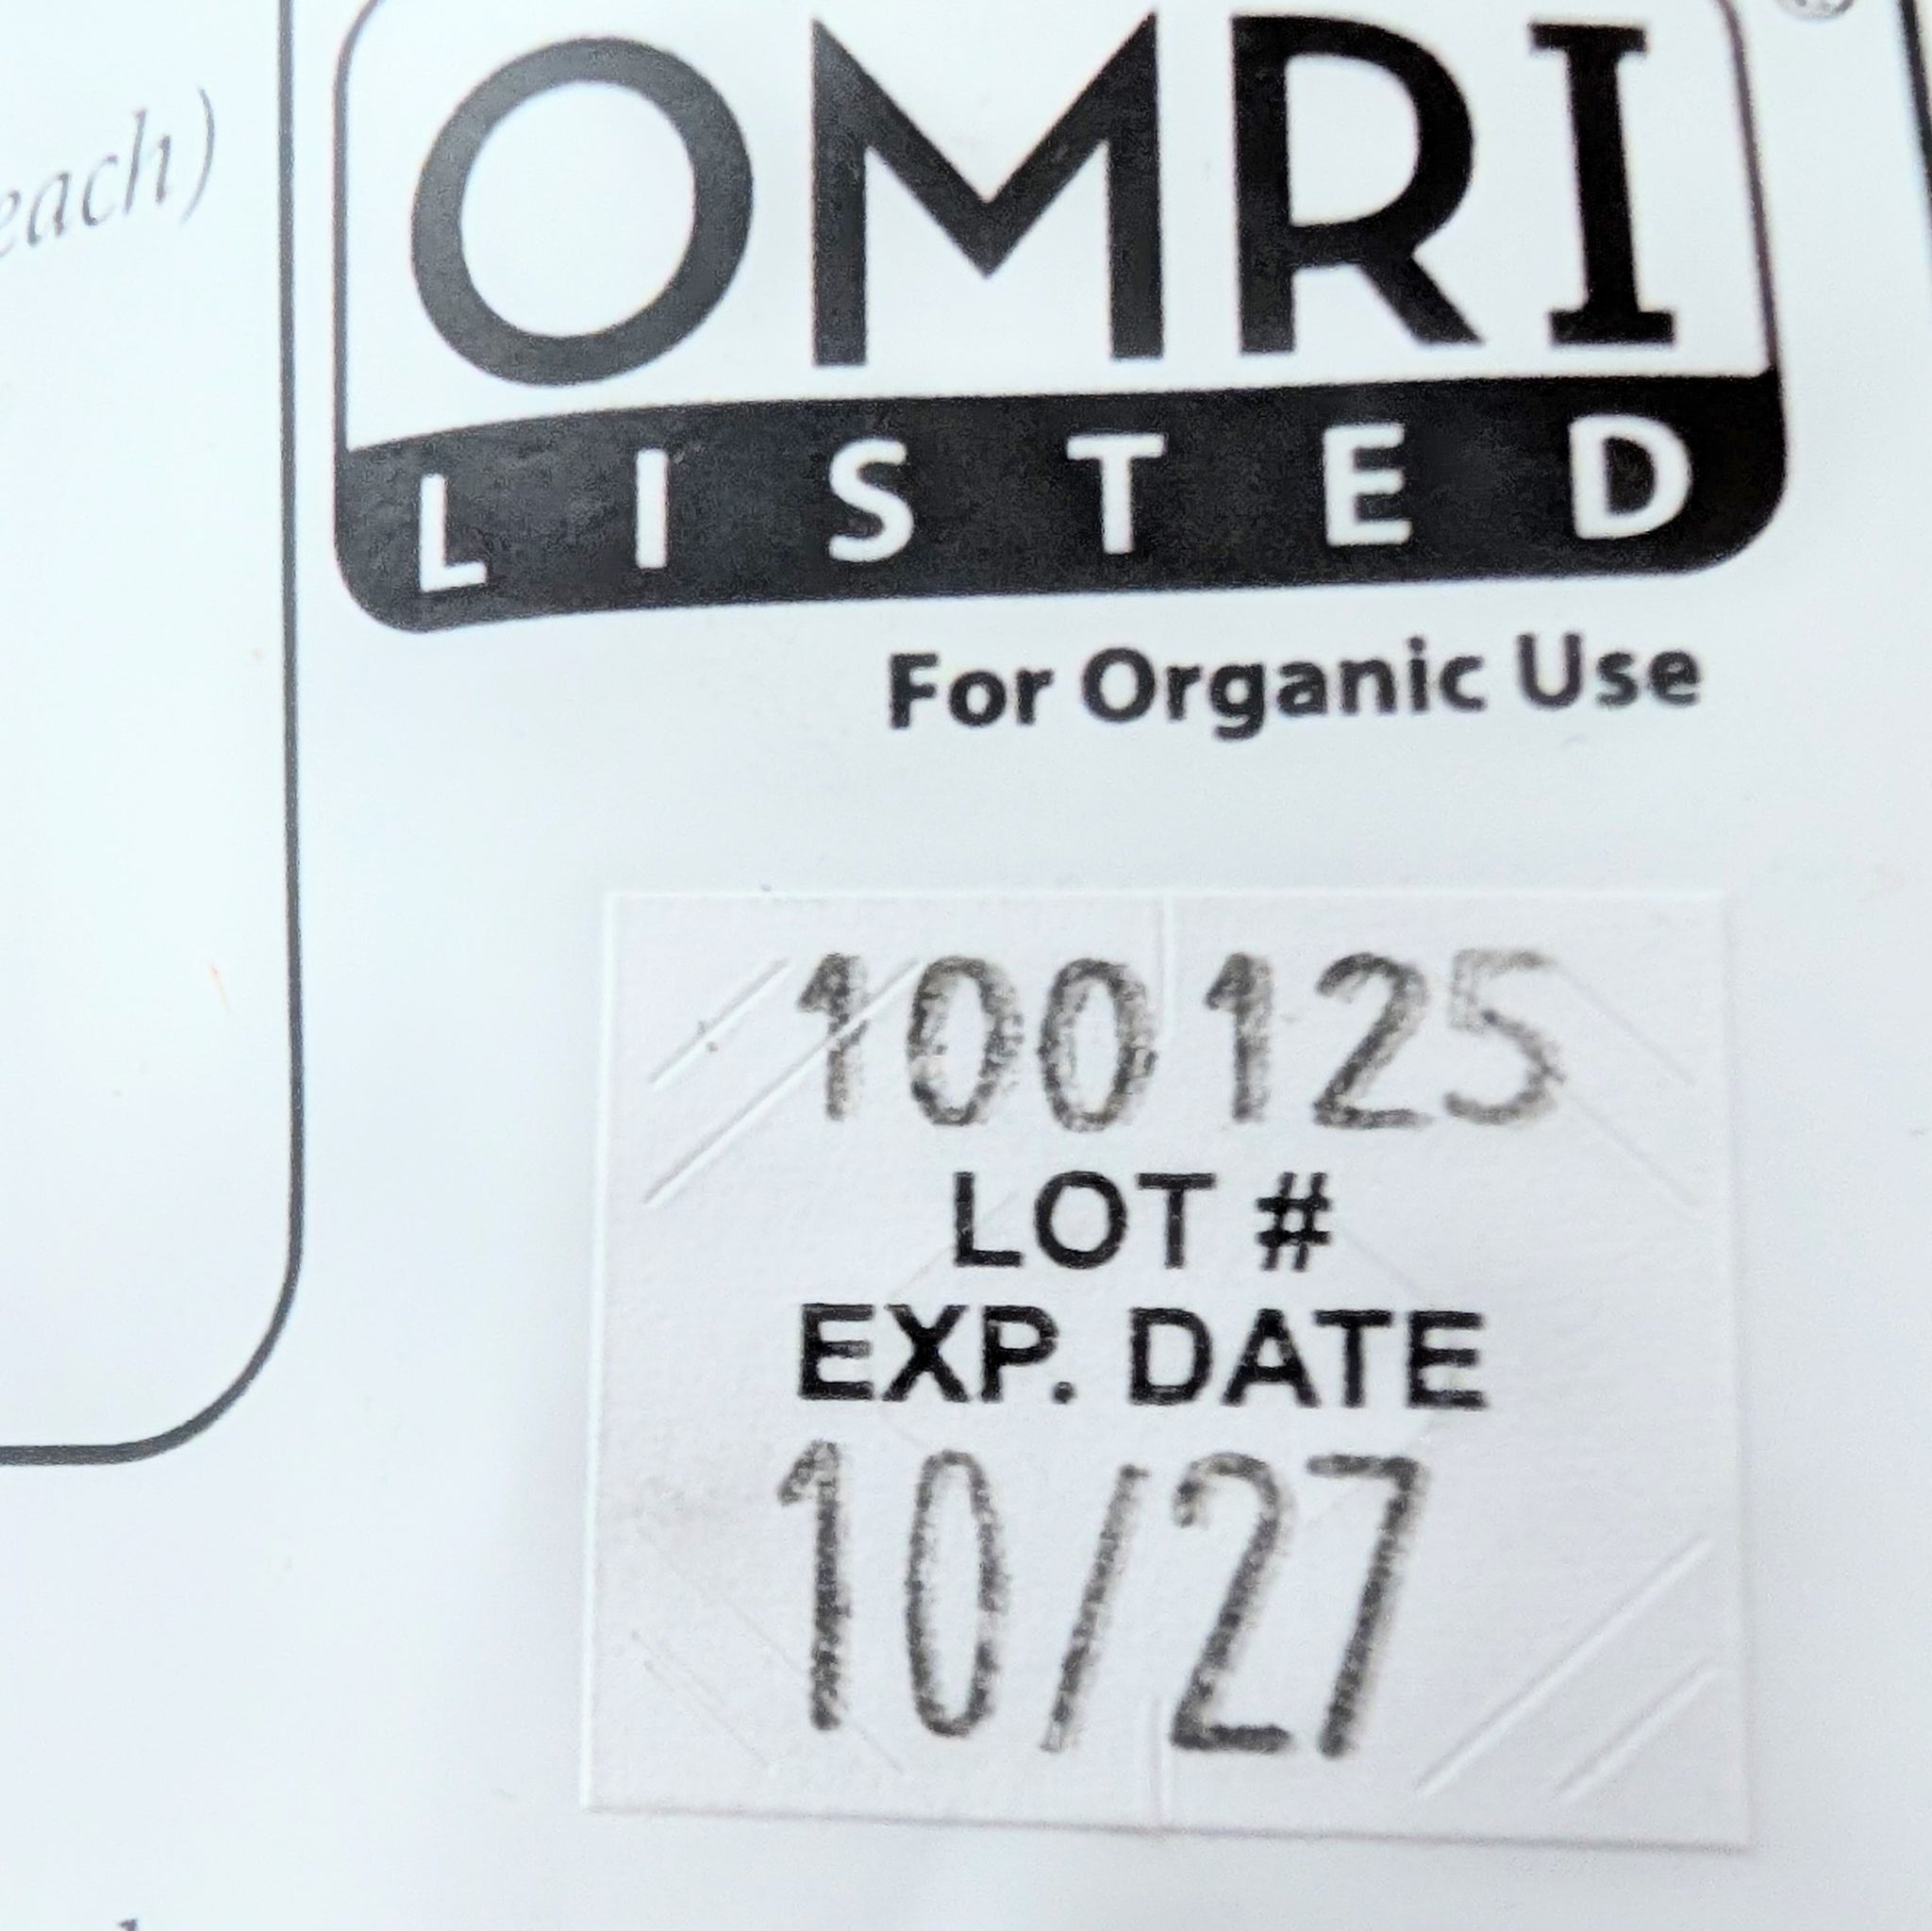 each)
OMRI
LISTED
For Organic Use
100125
LOT #
EXP. DATE
10/27